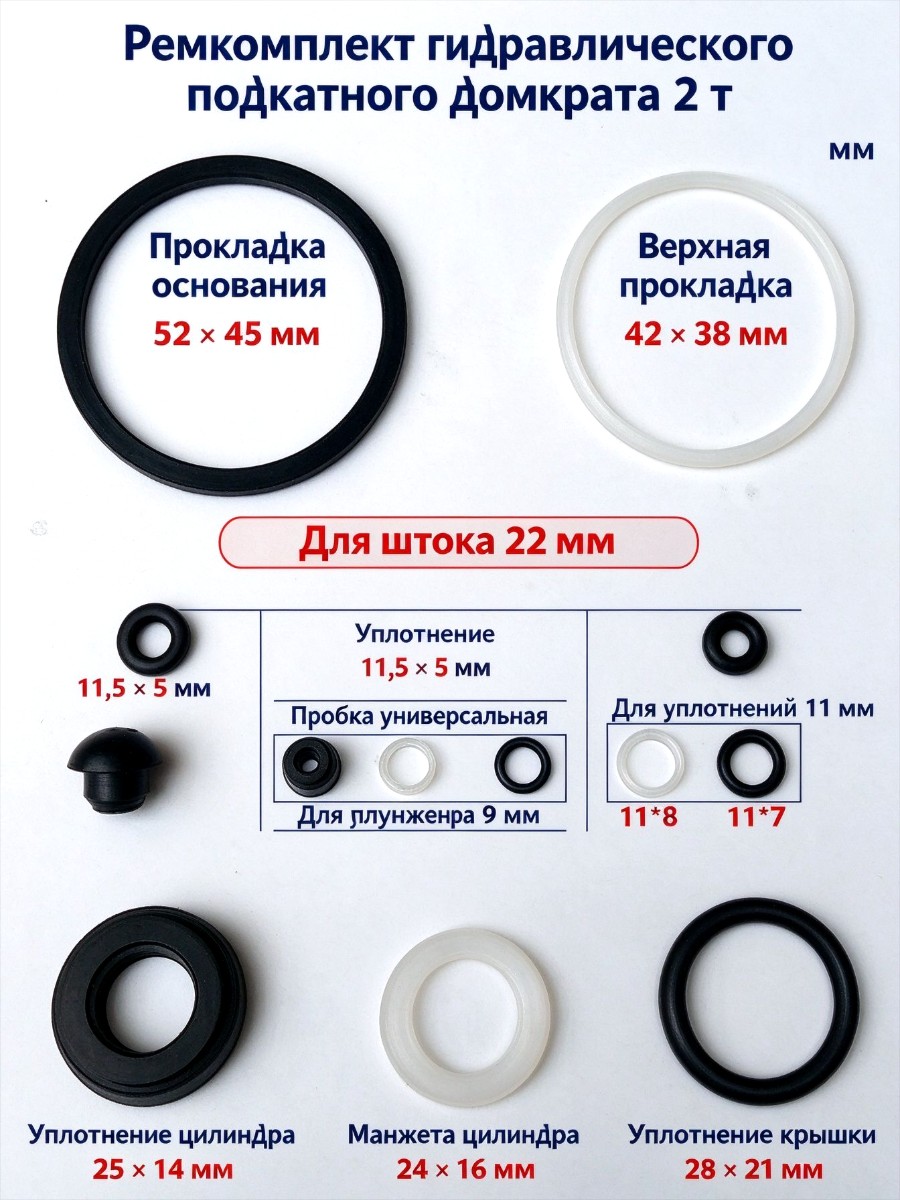 Ремкомплект гидравлического
подкатного домкрата 2 т
мм
Прокладка
основания
52 × 45 мм
Верхная
прокладка
42 × 38 мм
Для штока 22 мм
11,5 × 5 мм
Уплотнение
11,5 × 5 мм
Пробка универсальная
Для плунженра 9 мм
Для уплотнений 11 мм
11*8
11*7
Уплотнение цилиндра
25 × 14 мм
Манжета цилиндра
24 × 16 мм
Уплотнение крышки
28 × 21 мм